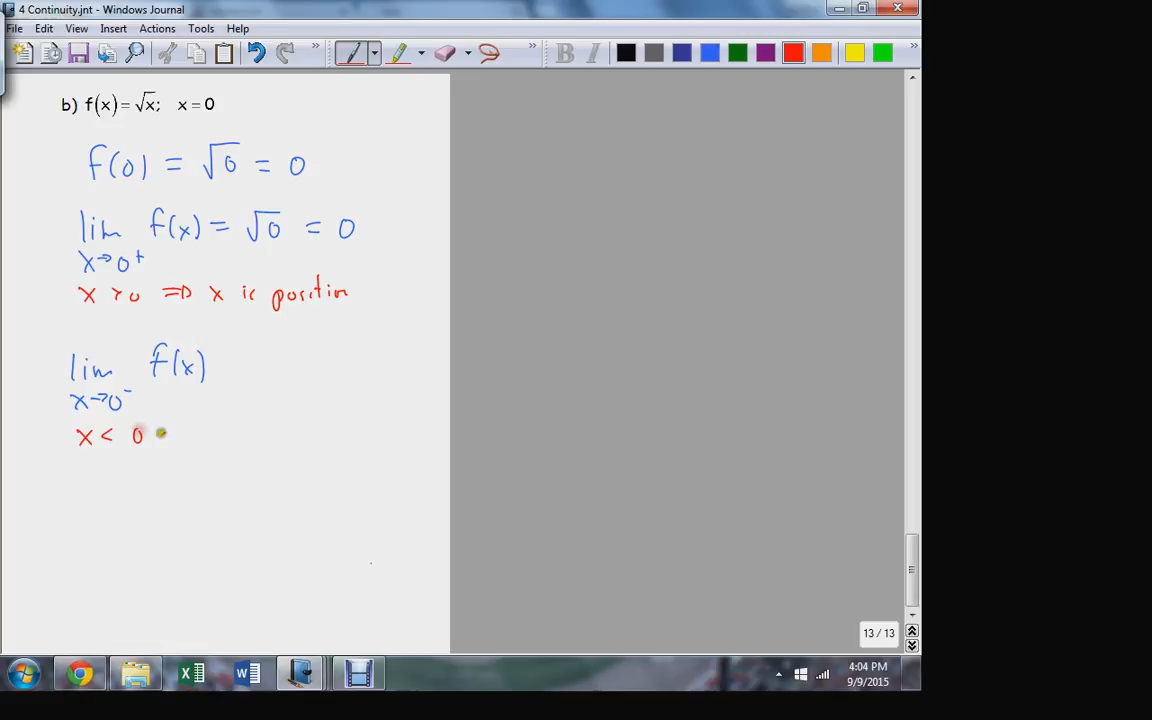 4 Continuity.jnt - Windows Journal
File Edit View Insert Actions Tools Help
b) f(x) = √x; x = 0
f(0) = √0 = 0
lim f(x) = √0 = 0
x→0⁺
x > 0 ⇒ x is positive
lim f(x)
x→0⁻
x < 0
13 / 13
4:04 PM
9/9/2015